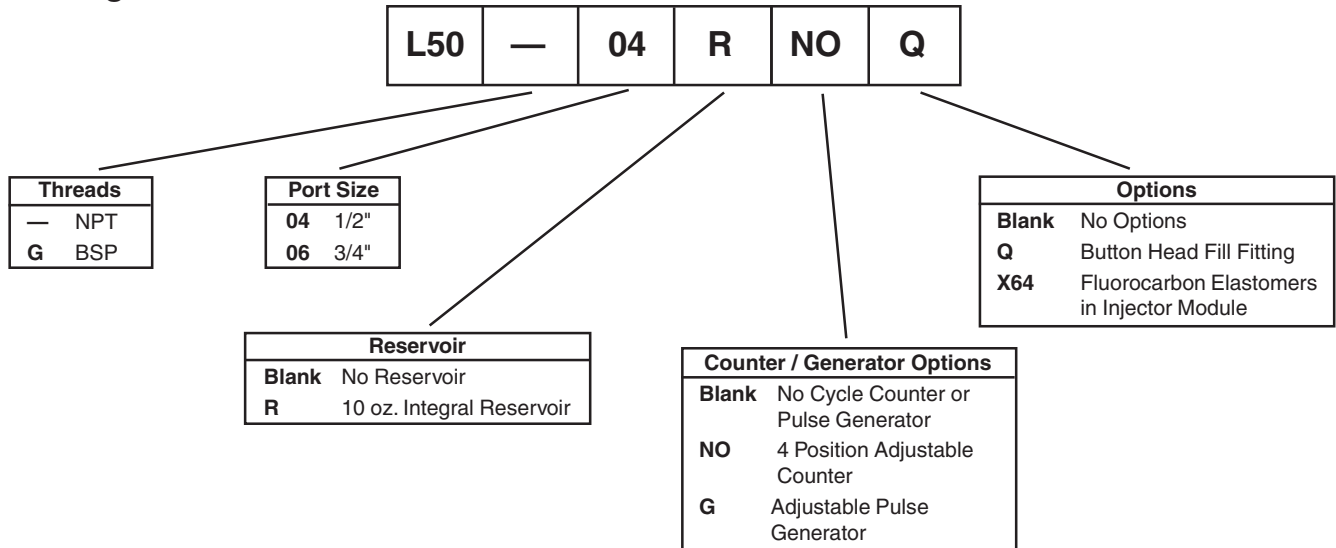 L50 — 04 R NO Q
Threads
— NPT
G BSP
Port Size
04 1/2"
06 3/4"
Options
Blank No Options
Q Button Head Fill Fitting
X64 Fluorocarbon Elastomers
in Injector Module
Reservoir
Blank No Reservoir
R 10 oz. Integral Reservoir
Counter / Generator Options
Blank No Cycle Counter or
Pulse Generator
NO 4 Position Adjustable
Counter
G Adjustable Pulse
Generator